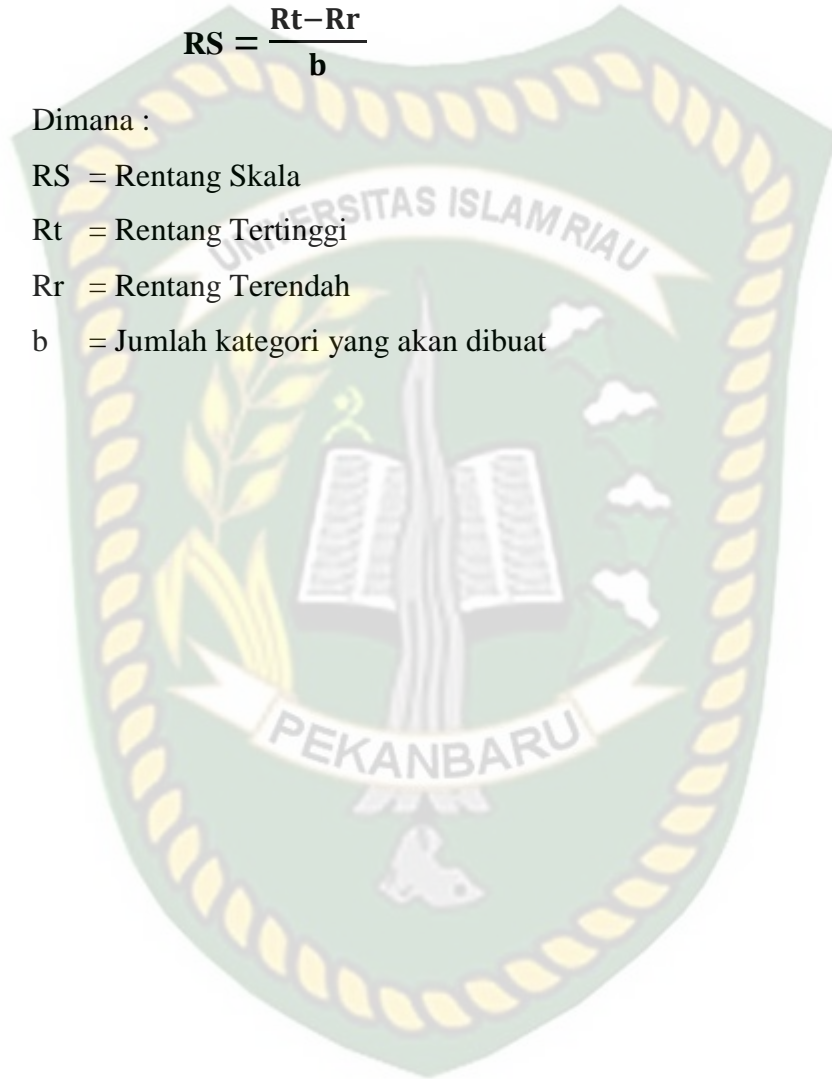 RS = Rt−Rr / b
Dimana :
RS = Rentang Skala
Rt = Rentang Tertinggi
Rr = Rentang Terendah
b = Jumlah kategori yang akan dibuat
UNIVERSITAS ISLAM RIAU
PEKANBARU